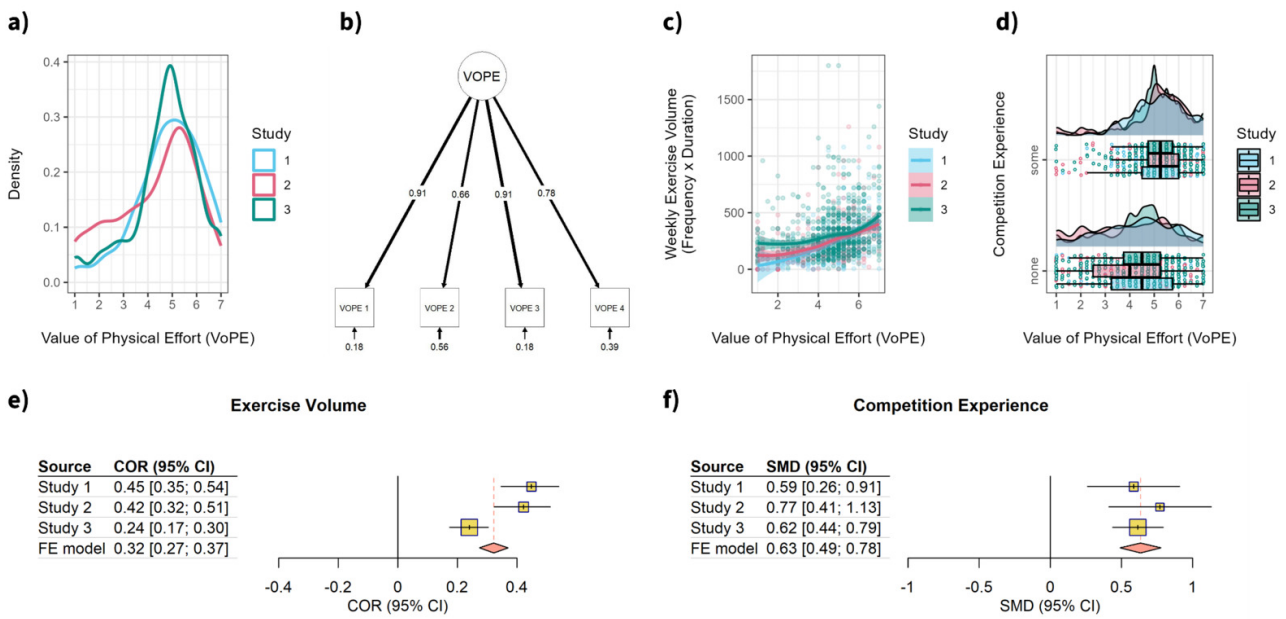 a)
0.4
0.3
0.2
0.1
0.0
Density
1 2 3 4 5 6 7
Value of Physical Effort (VoPE)
Study
1
2
3
b)
VOPE
0.91 0.66 0.91 0.78
VOPE 1 VOPE 2 VOPE 3 VOPE 4
0.18 0.56 0.18 0.39
c)
Weekly Exercise Volume
(Frequency x Duration)
1500
1000
500
0
2 4 6
Value of Physical Effort (VoPE)
Study
1
2
3
d)
Competition Experience
some
none
1 2 3 4 5 6 7
Value of Physical Effort (VoPE)
Study
1
2
3
e)
Exercise Volume
Source COR (95% CI)
Study 1 0.45 [0.35; 0.54]
Study 2 0.42 [0.32; 0.51]
Study 3 0.24 [0.17; 0.30]
FE model 0.32 [0.27; 0.37]
-0.4 -0.2 0 0.2 0.4
COR (95% CI)
f)
Competition Experience
Source SMD (95% CI)
Study 1 0.59 [0.26; 0.91]
Study 2 0.77 [0.41; 1.13]
Study 3 0.62 [0.44; 0.79]
FE model 0.63 [0.49; 0.78]
-1 -0.5 0 0.5 1
SMD (95% CI)